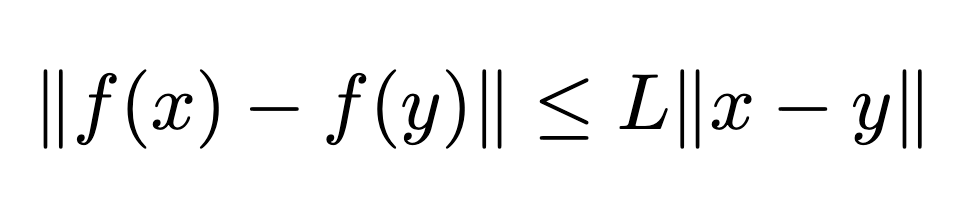 ‖f(x) − f(y)‖ ≤ L‖x − y‖